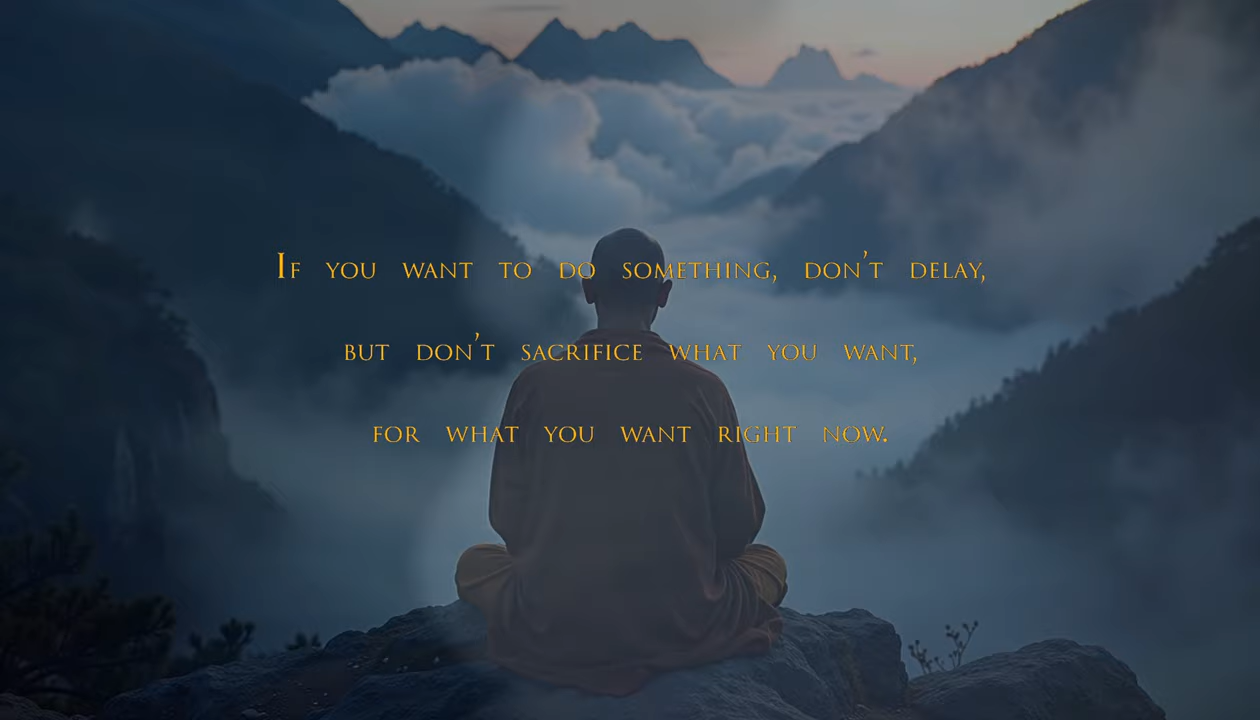 If you want to do something, don't delay,
but don't sacrifice what you want,
for what you want right now.